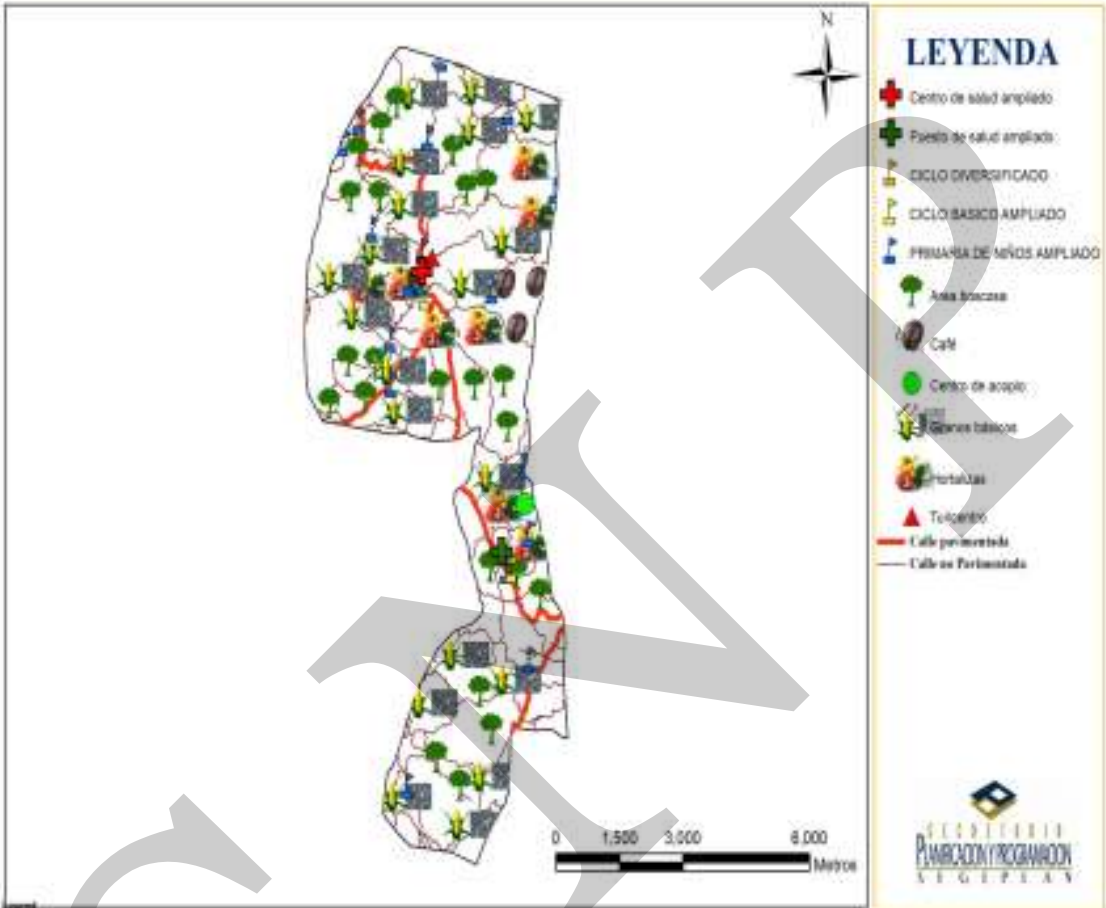 N
LEYENDA
Centro de salud ampliado
Puesto de salud ampliado
CICLO DIVERSIFICADO
CICLO BASICO AMPLIADO
PRIMARIA DE NIÑOS AMPLIADO
Area boscosa
Café
Centro de acopio
Granos básicos
Hortalizas
Turicentro
Calle pavimentada
Calle no Pavimentada
0 1,500 3,000 6,000
Metros
PLANIFICACION Y PROGRAMACION
SEGEPLAN